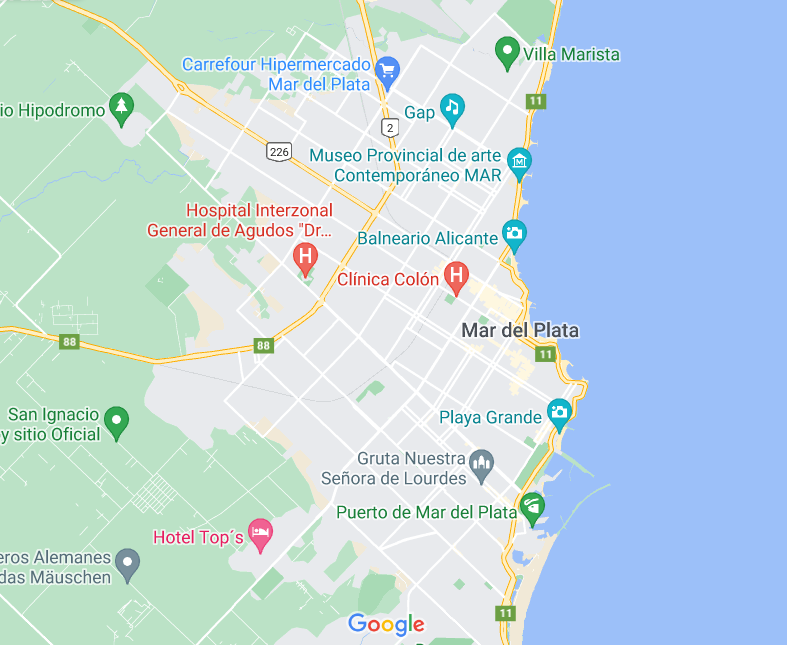 Villa Marista
Carrefour Hipermercado
Mar del Plata
11
io Hipodromo
Gap
2
226
Museo Provincial de arte
Contemporáneo MAR
Hospital Interzonal
General de Agudos "Dr...
Balneario Alicante
Clínica Colón
Mar del Plata
88
88
11
San Ignacio
y sitio Oficial
Playa Grande
Gruta Nuestra
Señora de Lourdes
Puerto de Mar del Plata
Hotel Top´s
eros Alemanes
das Mäuschen
11
Google